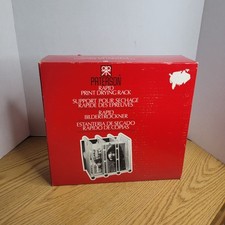 PATERSON
RAPID
PRINT DRYING RACK
SUPPORT POUR SECHAGE
RAPIDE DES EPREUVES
RAPID
BILDERTROCKNER
ESTANTERIA DE SECADO
RAPIDO DE COPIAS